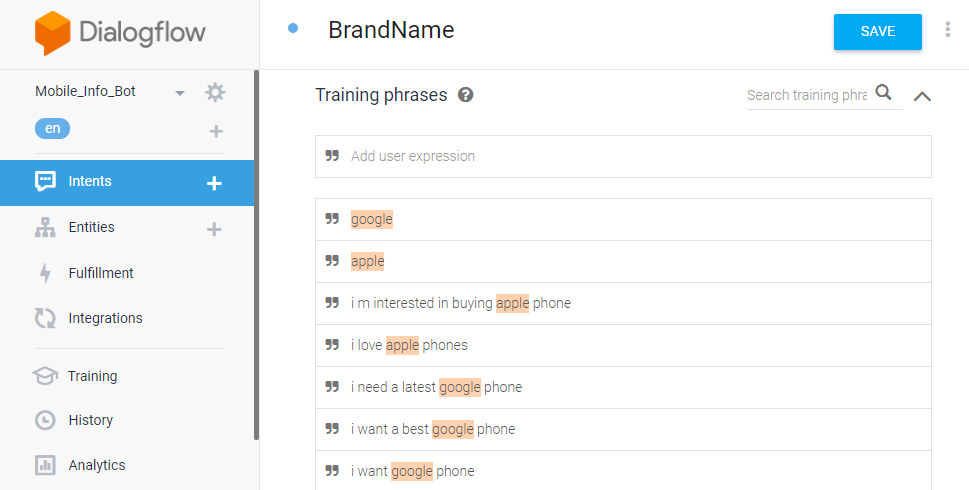 Dialogflow
BrandName
SAVE
Mobile_Info_Bot
en
Intents
Entities
Fulfillment
Integrations
Training
History
Analytics
Training phrases
Search training phra
Add user expression
google
apple
i m interested in buying apple phone
i love apple phones
i need a latest google phone
i want a best google phone
i want google phone